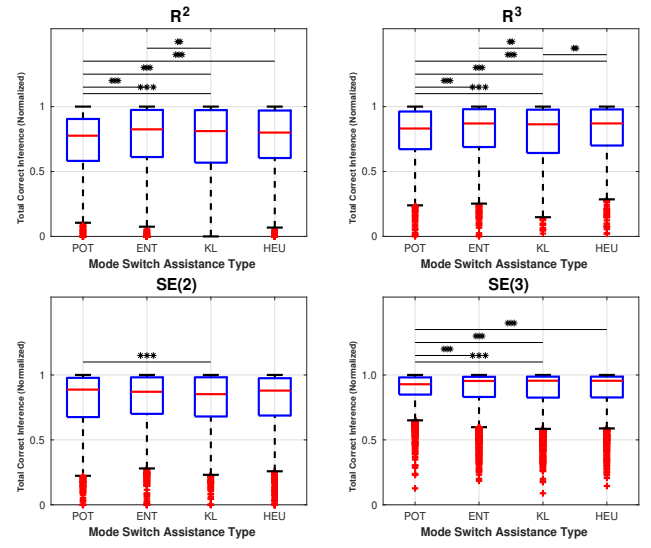 R²
R³
**
***
***
***
***
**
***
**
***
***
***
Total Correct Inference (Normalized)
1
0.5
0
POT ENT KL HEU
Mode Switch Assistance Type
Total Correct Inference (Normalized)
1
0.5
0
POT ENT KL HEU
Mode Switch Assistance Type
SE(2)
SE(3)
***
***
***
***
***
Total Correct Inference (Normalized)
1
0.5
0
POT ENT KL HEU
Mode Switch Assistance Type
Total Correct Inference (Normalized)
1
0.5
0
POT ENT KL HEU
Mode Switch Assistance Type